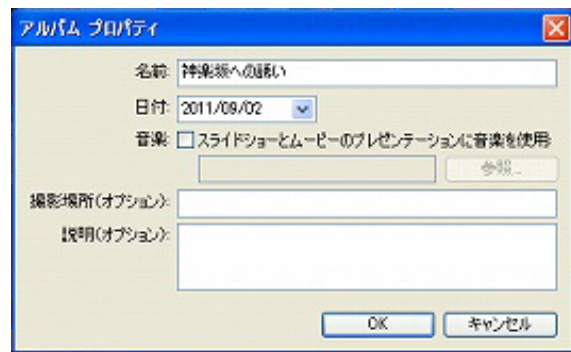 アルバム プロパティ
名前: 神楽坂への誘い
日付: 2011/09/02
音楽: スライドショーとムービーのプレゼンテーションに音楽を使用:
参照...
撮影場所(オプション):
説明(オプション):
OK キャンセル